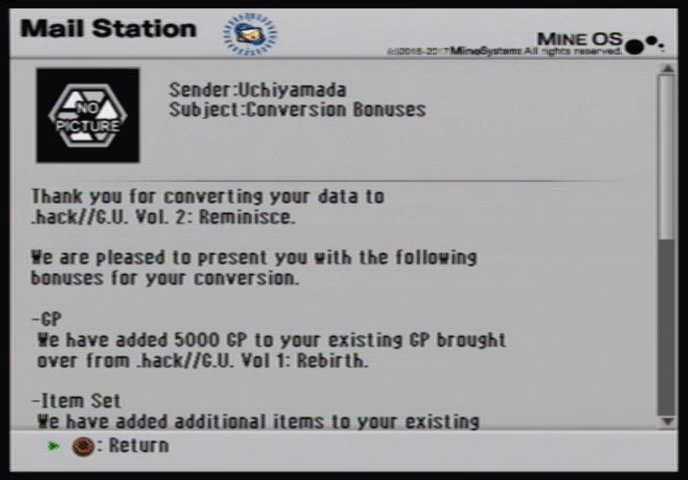 Mail Station
MINE OS
MineSystems All rights reserved.
NO
PICTURE
Sender:Uchiyamada
Subject:Conversion Bonuses
Thank you for converting your data to
.hack//G.U. Vol. 2: Reminisce.
We are pleased to present you with the following
bonuses for your conversion.
-GP
We have added 5000 GP to your existing GP brought
over from .hack//G.U. Vol 1: Rebirth.
-Item Set
We have added additional items to your existing
: Return